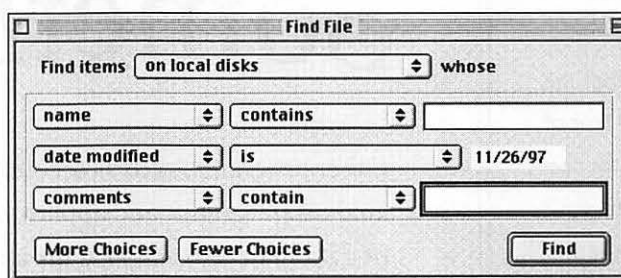 Find File
Find items on local disks whose
name contains
date modified is 11/26/97
comments contain
More Choices Fewer Choices Find